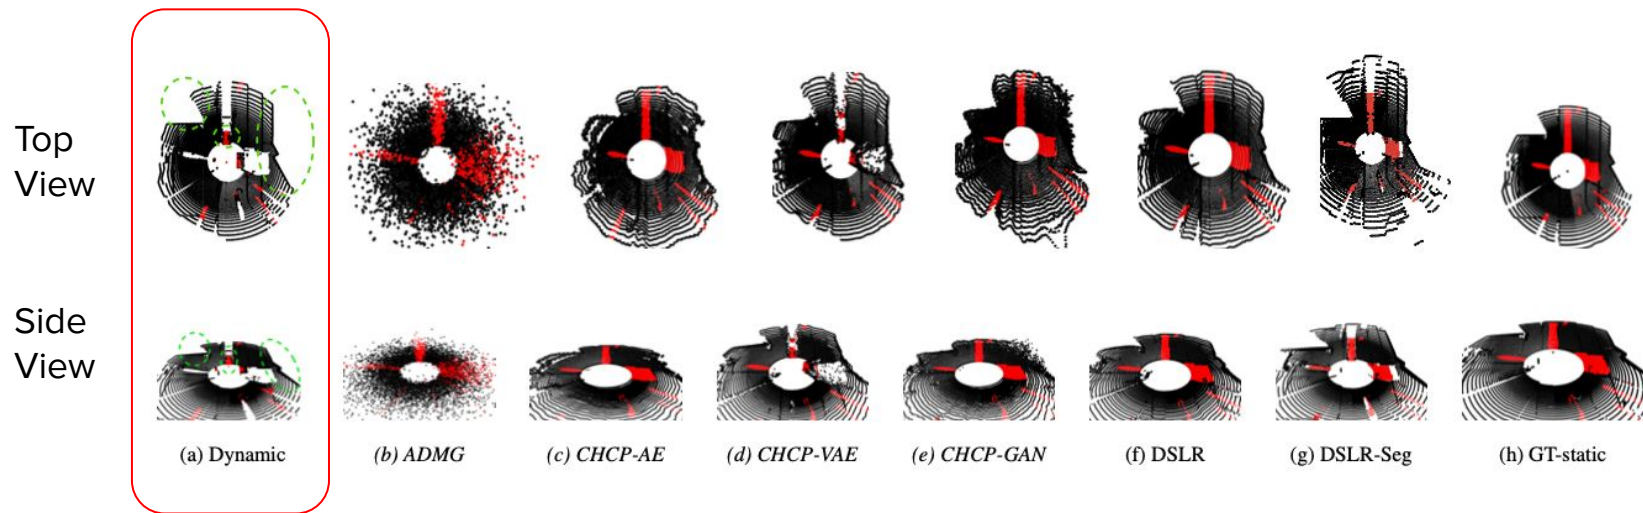 Top
View
Side
View
(a) Dynamic
(b) ADMG
(c) CHCP-AE
(d) CHCP-VAE
(e) CHCP-GAN
(f) DSLR
(g) DSLR-Seg
(h) GT-static